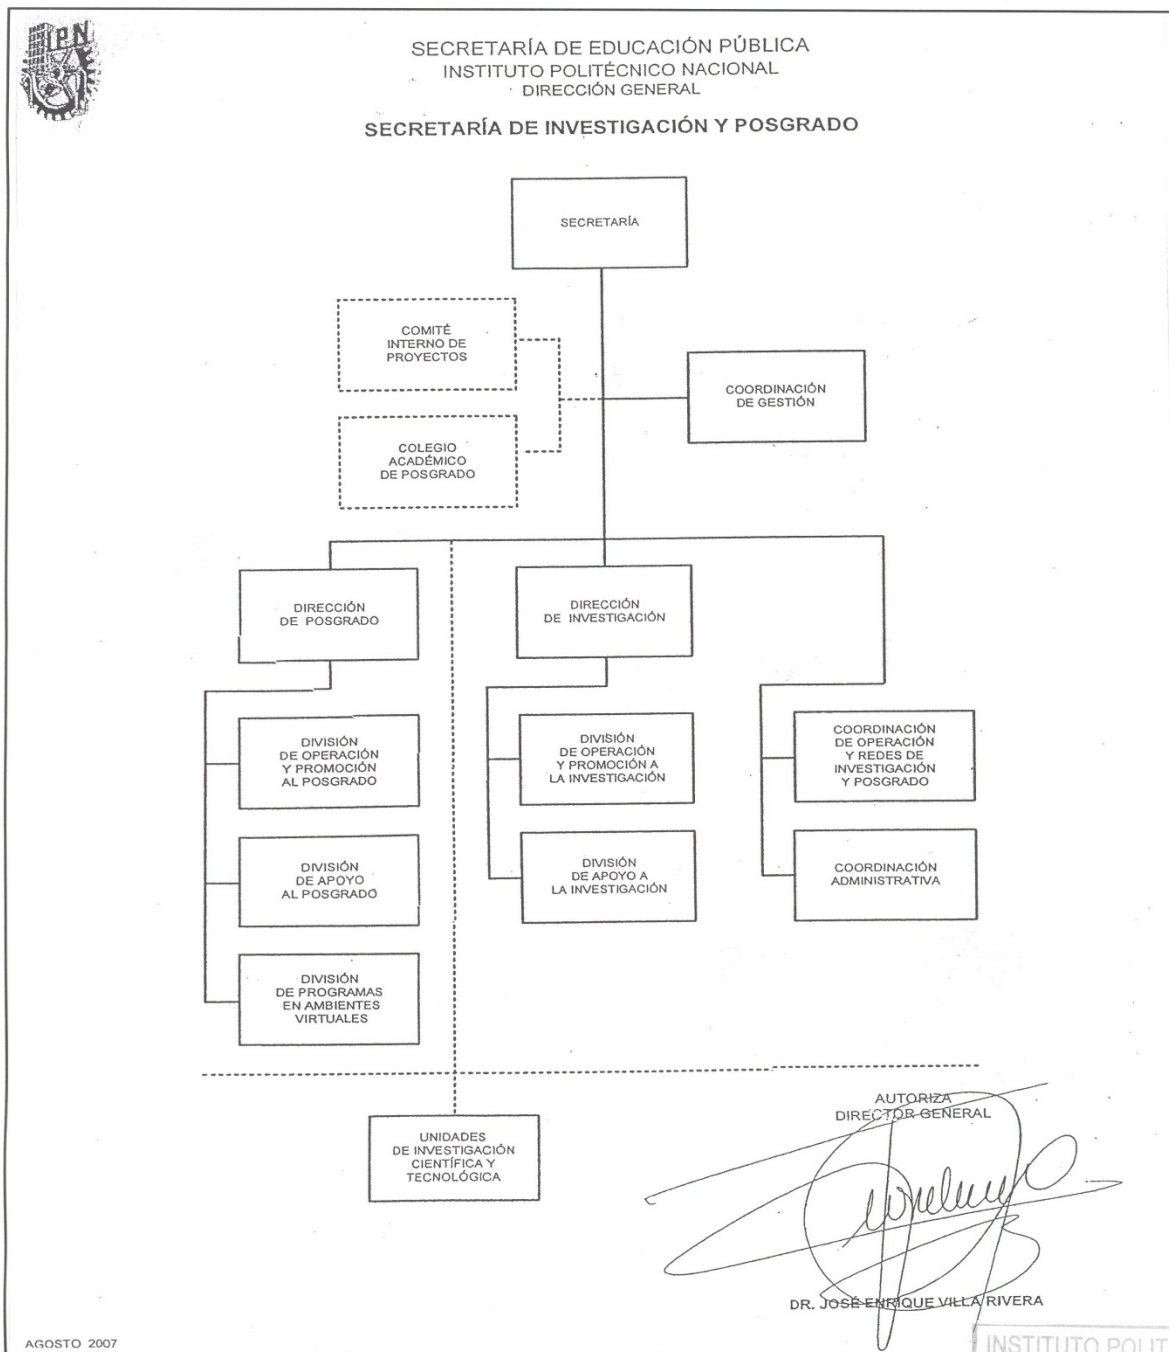 IPN
SECRETARÍA DE EDUCACIÓN PÚBLICA
INSTITUTO POLITÉCNICO NACIONAL
DIRECCIÓN GENERAL
SECRETARÍA DE INVESTIGACIÓN Y POSGRADO
SECRETARÍA
COMITÉ
INTERNO DE
PROYECTOS
COORDINACIÓN
DE GESTIÓN
COLEGIO
ACADÉMICO
DE POSGRADO
DIRECCIÓN
DE POSGRADO
DIRECCIÓN
DE INVESTIGACIÓN
DIVISIÓN
DE OPERACIÓN
Y PROMOCIÓN
AL POSGRADO
DIVISIÓN
DE OPERACIÓN
Y PROMOCIÓN A
LA INVESTIGACIÓN
COORDINACIÓN
DE OPERACIÓN
Y REDES DE
INVESTIGACIÓN
Y POSGRADO
DIVISIÓN
DE APOYO
AL POSGRADO
DIVISIÓN
DE APOYO A
LA INVESTIGACIÓN
COORDINACIÓN
ADMINISTRATIVA
DIVISIÓN
DE PROGRAMAS
EN AMBIENTES
VIRTUALES
UNIDADES
DE INVESTIGACIÓN
CIENTÍFICA Y
TECNOLÓGICA
AUTORIZA
DIRECTOR GENERAL
DR. JOSÉ ENRIQUE VILLA RIVERA
AGOSTO 2007
INSTITUTO POLIT